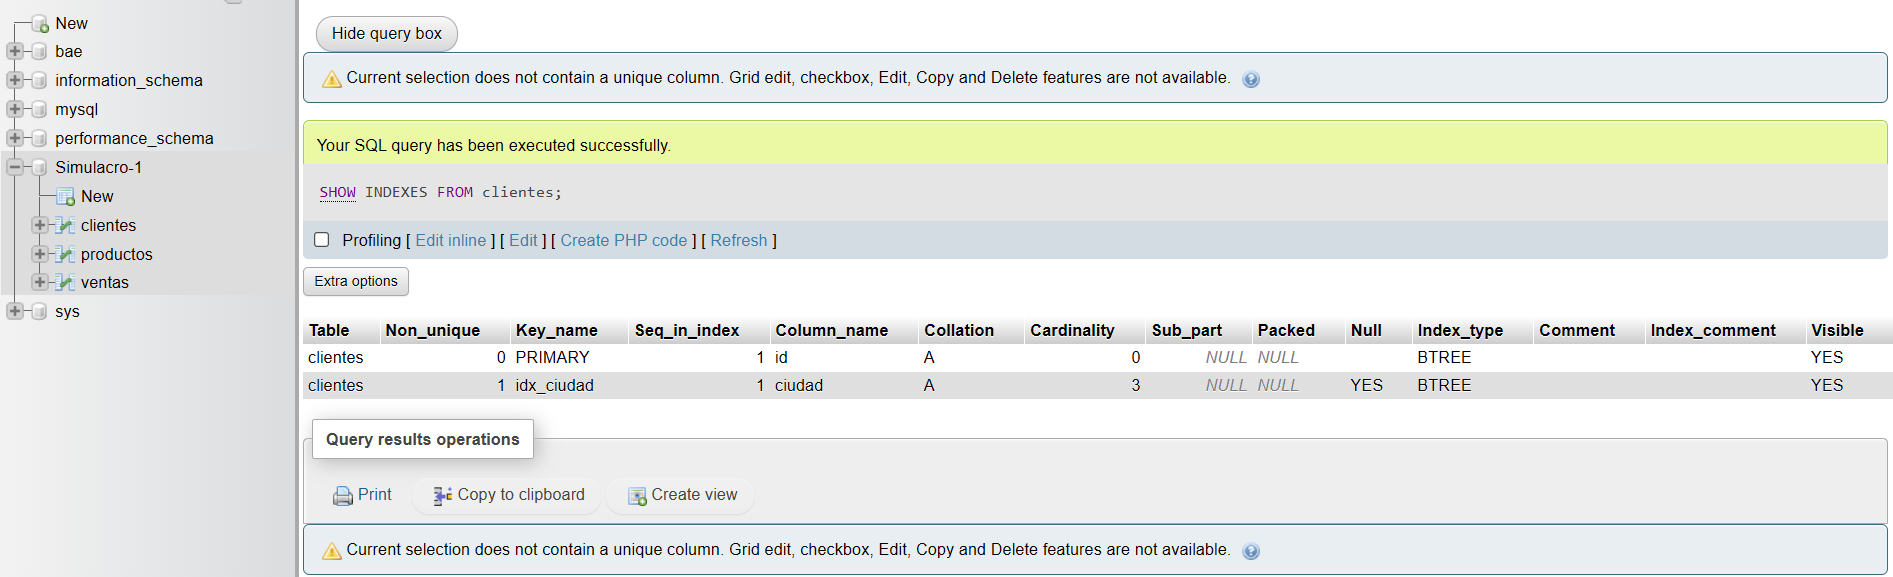 New
bae
information_schema
mysql
performance_schema
Simulacro-1
New
clientes
productos
ventas
sys
Hide query box
Current selection does not contain a unique column. Grid edit, checkbox, Edit, Copy and Delete features are not available.
Your SQL query has been executed successfully.
SHOW INDEXES FROM clientes;
Profiling [ Edit inline ] [ Edit ] [ Create PHP code ] [ Refresh ]
Extra options
Table Non_unique Key_name Seq_in_index Column_name Collation Cardinality Sub_part Packed Null Index_type Comment Index_comment Visible
clientes 0 PRIMARY 1 id A 0 NULL NULL BTREE YES
clientes 1 idx_ciudad 1 ciudad A 3 NULL NULL YES BTREE YES
Query results operations
Print Copy to clipboard Create view
Current selection does not contain a unique column. Grid edit, checkbox, Edit, Copy and Delete features are not available.